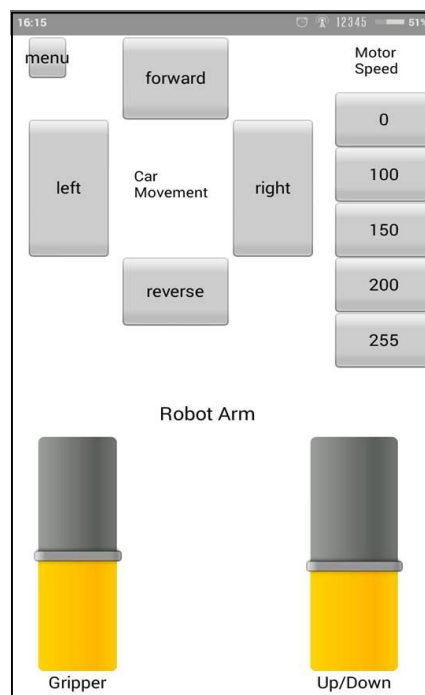 16:15 12345 51%
menu
forward
Motor
Speed
0
left
Car
Movement
right
100
150
reverse
200
255
Robot Arm
Gripper
Up/Down